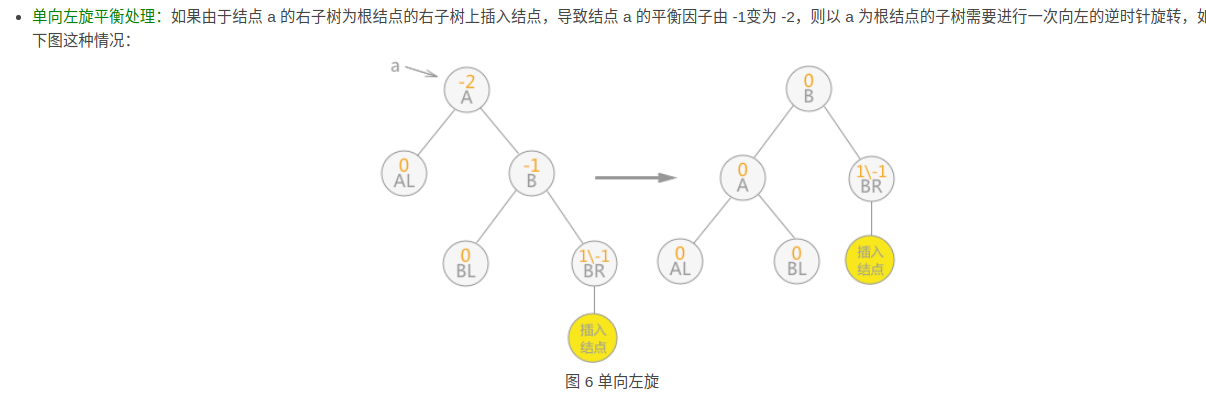 单向左旋平衡处理：如果由于结点 a 的右子树为根结点的右子树上插入结点，导致结点 a 的平衡因子由 -1变为 -2，则以 a 为根结点的子树需要进行一次向左的逆时针旋转，如
下图这种情况：
a
-2
A
0
B
0
AL
-1
B
0
A
1\-1
BR
0
BL
1\-1
BR
0
AL
0
BL
插入
结点
插入
结点
图 6 单向左旋